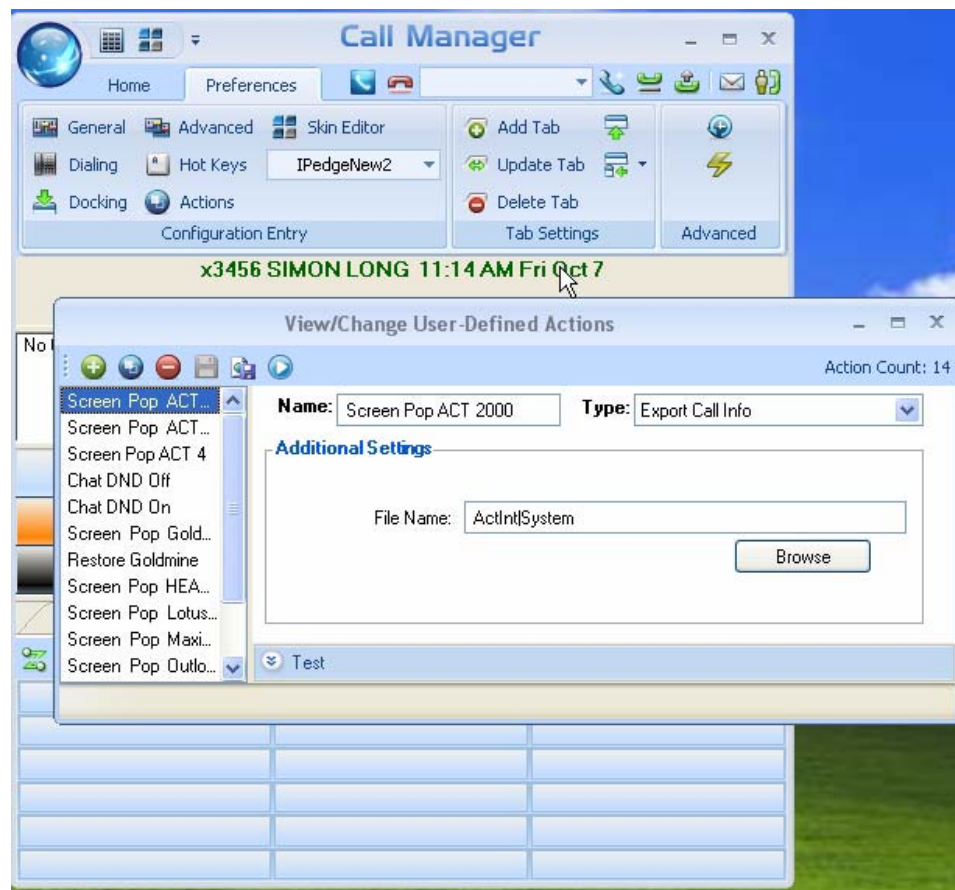 Call Manager
Home Preferences
General Advanced Skin Editor
Add Tab
Dialing Hot Keys IPedgeNew2
Update Tab
Docking Actions
Delete Tab
Configuration Entry Tab Settings Advanced
x3456 SIMON LONG 11:14 AM Fri Oct 7
View/Change User-Defined Actions
No
Action Count: 14
Screen Pop ACT...
Screen Pop ACT...
Screen Pop ACT 4
Chat DND Off
Chat DND On
Screen Pop Gold...
Restore Goldmine
Screen Pop HEA...
Screen Pop Lotus...
Screen Pop Maxi...
Screen Pop Outlo...
Name: Screen Pop ACT 2000 Type: Export Call Info
Additional Settings
File Name: ActInt|System
Browse
Test